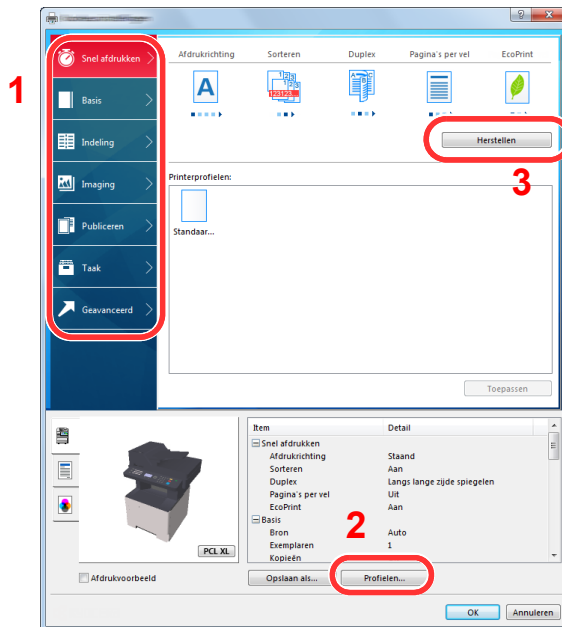 1
Snel afdrukken
Basis
Indeling
Imaging
Publiceren
Taak
Geavanceerd
Afdrukrichting Sorteren Duplex Pagina's per vel EcoPrint
A
123
123123...
A B C
Herstellen
3
Printerprofielen:
Standaar...
Toepassen
Item Detail
Snel afdrukken
Afdrukrichting Staand
Sorteren Aan
Duplex Langs lange zijde spiegelen
Pagina's per vel Uit
EcoPrint Aan
Basis
Bron Auto
Exemplaren 1
Kopieën
2
PCL XL
Afdrukvoorbeeld
Opslaan als...
Profielen...
OK
Annuleren